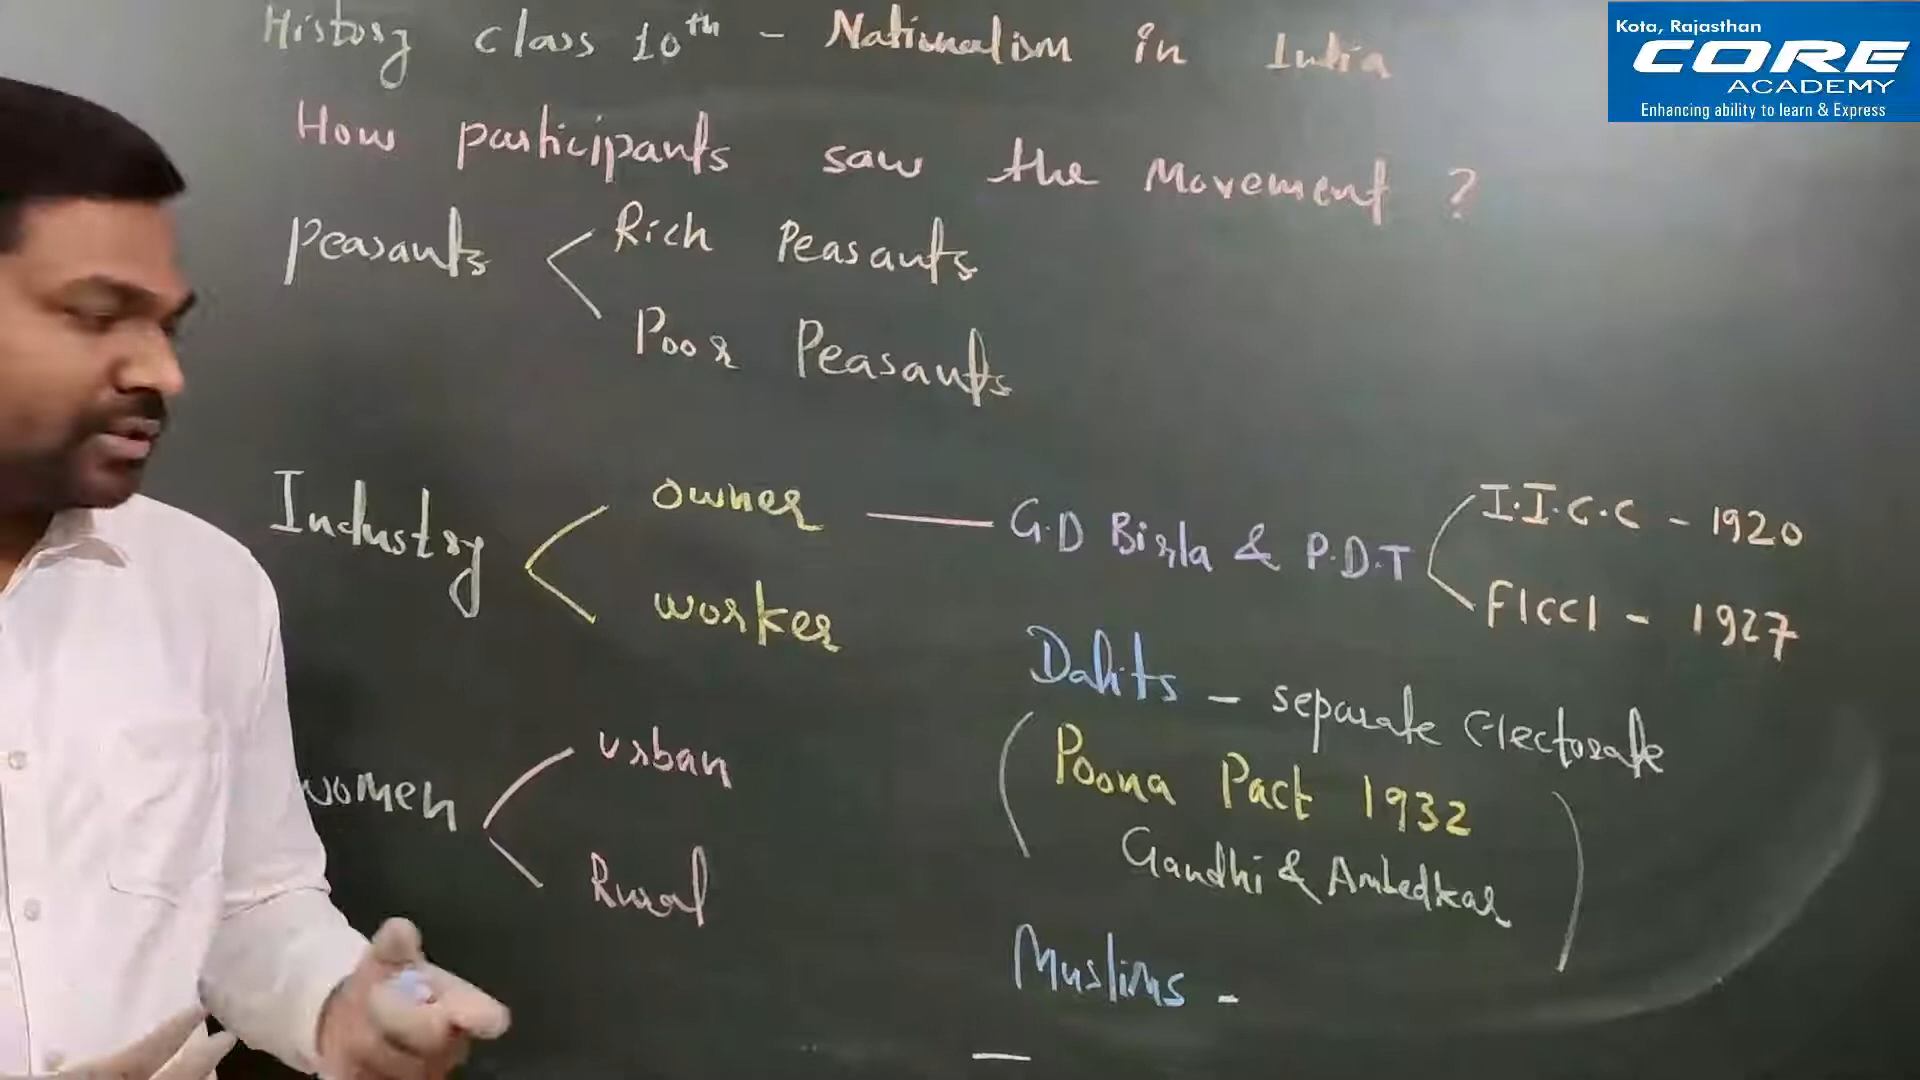 History class 10th - Nationalism in India
How participants saw the Movement ?
Peasants
Rich Peasants
Poor Peasants
Industry
owner
worker
G.D Birla & P.D.T
I.I.C.C - 1920
FICCI - 1927
women
urban
Rural
Dalits - separate Electorate
Poona Pact 1932
Gandhi & Ambedkar
Muslims -
Kota, Rajasthan
CORE
ACADEMY
Enhancing ability to learn & Express